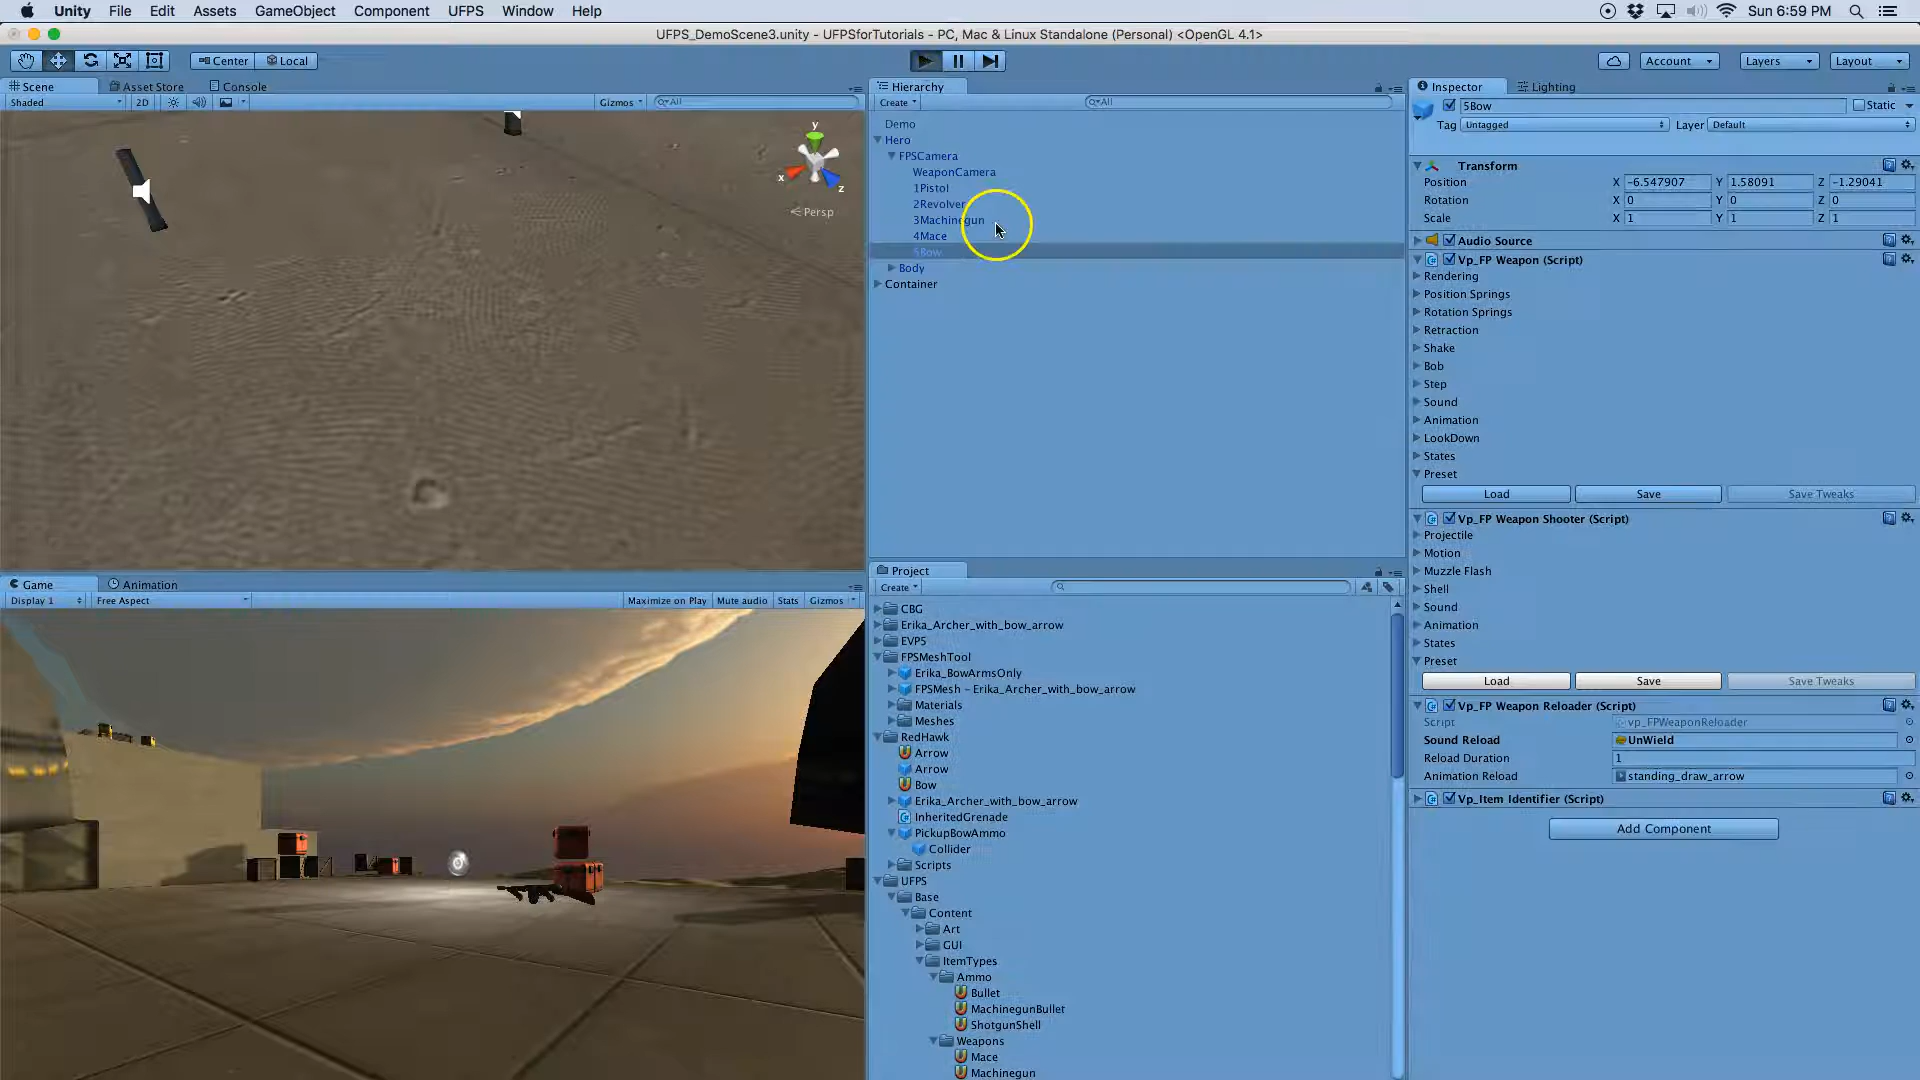 Unity File Edit Assets GameObject Component UFPS Window Help Sun 6:59 PM
UFPS_DemoScene3.unity - UFPSforTutorials - PC, Mac & Linux Standalone (Personal) <OpenGL 4.1>
Center Local Account Layers Layout
Scene Asset Store Console
Shaded 2D Gizmos All
y
x
z
Persp
Game Animation
Display 1 Free Aspect Maximize on Play Mute audio Stats Gizmos
Hierarchy
Create All
Demo
Hero
FPSCamera
WeaponCamera
1Pistol
2Revolver
3Machinegun
4Mace
5Bow
Body
Container
Project
Create
CBG
Erika_Archer_with_bow_arrow
EVP5
FPSMeshTool
Erika_BowArmsOnly
FPSMesh - Erika_Archer_with_bow_arrow
Materials
Meshes
RedHawk
Arrow
Arrow
Bow
Erika_Archer_with_bow_arrow
InheritedGrenade
PickupBowAmmo
Collider
Scripts
UFPS
Base
Content
Art
GUI
ItemTypes
Ammo
Bullet
MachinegunBullet
ShotgunShell
Weapons
Mace
Machinegun
Inspector Lighting
5Bow Static
Tag Untagged Layer Default
Transform
Position X -6.547907 Y 1.58091 Z -1.29041
Rotation X 0 Y 0 Z 0
Scale X 1 Y 1 Z 1
Audio Source
Vp_FP Weapon (Script)
Rendering
Position Springs
Rotation Springs
Retraction
Shake
Bob
Step
Sound
Animation
LookDown
States
Preset
Load Save Save Tweaks
Vp_FP Weapon Shooter (Script)
Projectile
Motion
Muzzle Flash
Shell
Sound
Animation
States
Preset
Load Save Save Tweaks
Vp_FP Weapon Reloader (Script)
Script vp_FPWeaponReloader
Sound Reload UnWield
Reload Duration 1
Animation Reload standing_draw_arrow
Vp_Item Identifier (Script)
Add Component